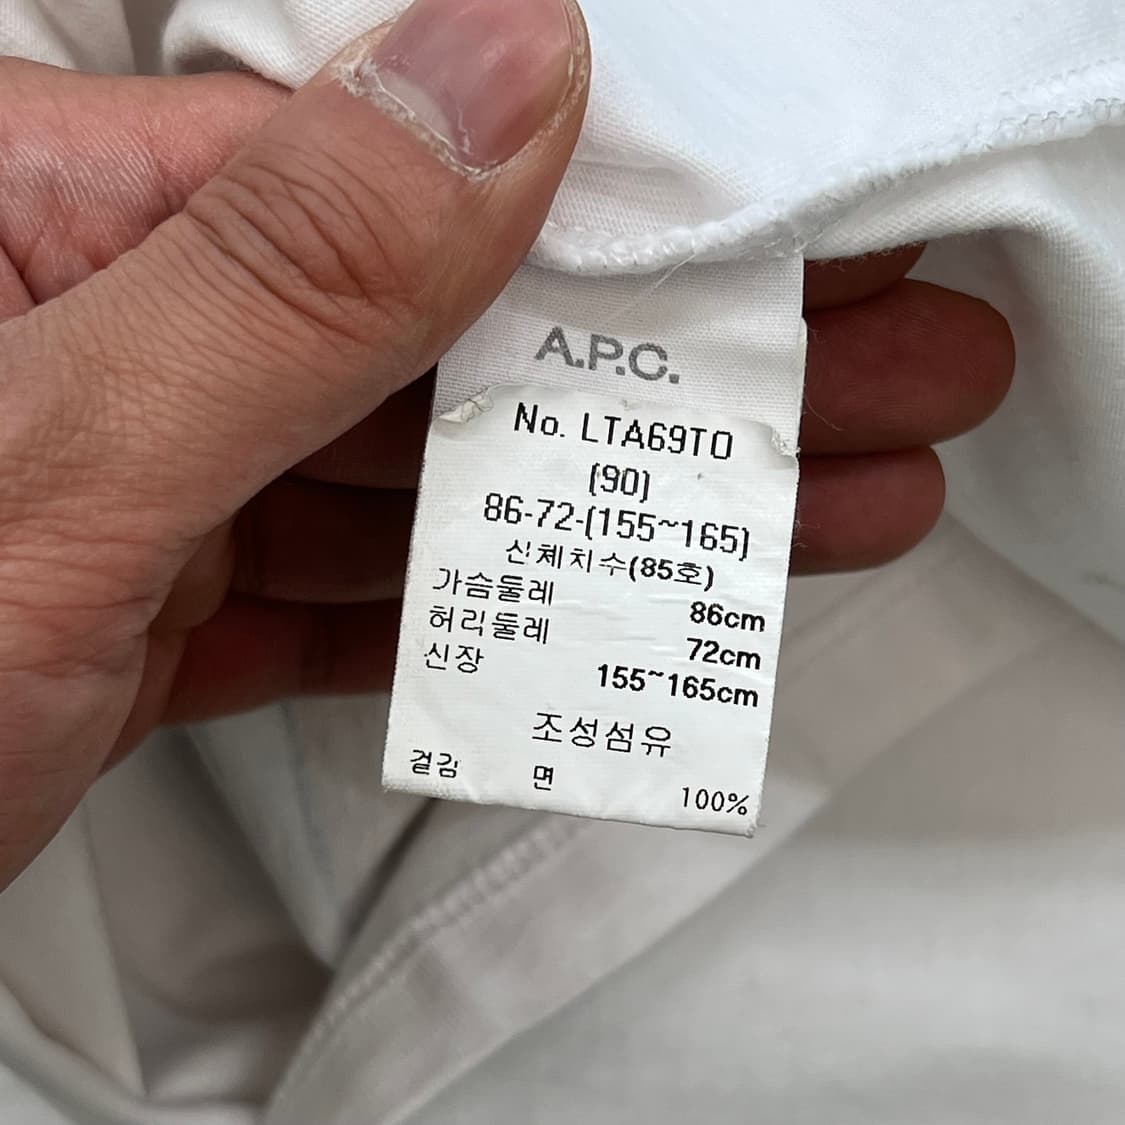 A.P.C.
No. LTA69TO
(90)
86-72-(155~165)
신체치수(85호)
가슴둘레 86cm
허리둘레 72cm
신장 155~165cm
조성섬유
겉감 면 100%